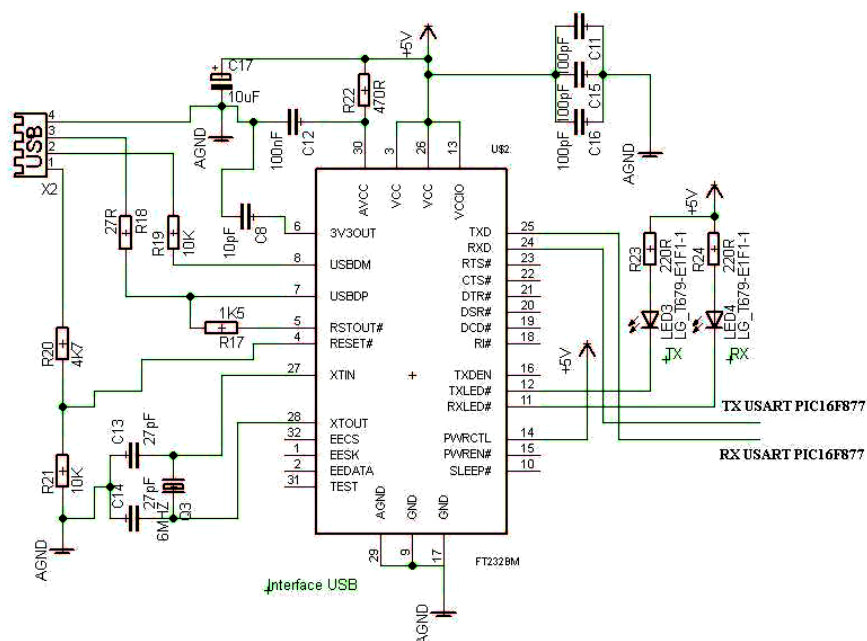 +5V
C17
10uF
R22
470R
AGND
100nF
C12
100pF
C11
100pF
C15
100pF
C16
AGND
4
3
2
1
USB
X2
27R
R18
R19
10K
10pF
C8
30
3
26
13
U$2
AVCC
VCC
VCC
VCCIO
6
3V3OUT
8
USBDM
7
USBDP
5
RSTOUT#
4
RESET#
27
XTIN
28
XTOUT
32
EECS
1
EESK
2
EEDATA
31
TEST
TXD
25
RXD
24
RTS#
23
CTS#
22
DTR#
21
DSR#
20
DCD#
19
RI#
18
TXDEN
16
TXLED#
12
RXLED#
11
PWRCTL
14
PWREN#
15
SLEEP#
10
AGND
GND
GND
29
9
17
FT232BM
1K5
R17
R20
4K7
R21
10K
C13
27pF
C14
27pF
6MHZ
Q3
AGND
+5V
+5V
R23
220R
R24
220R
LED3
LG_T679-E1F1-1
LED4
LG_T679-E1F1-1
TX
RX
TX USART PIC16F877
RX USART PIC16F877
Interface USB
AGND